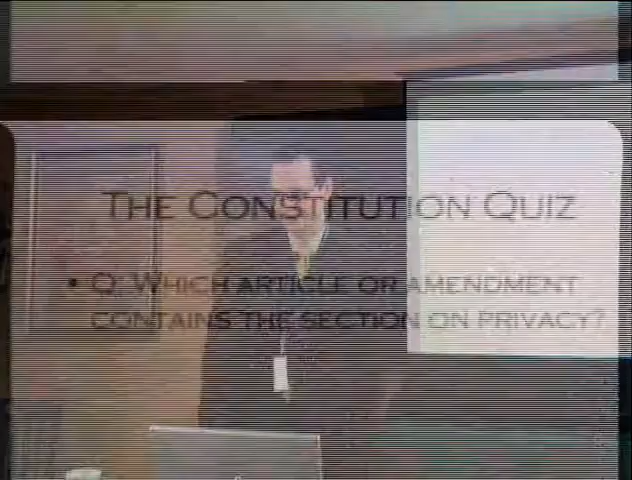 THE CONSTITUTION QUIZ
• Q: WHICH ARTICLE OR AMENDMENT
CONTAINS THE SECTION ON PRIVACY?